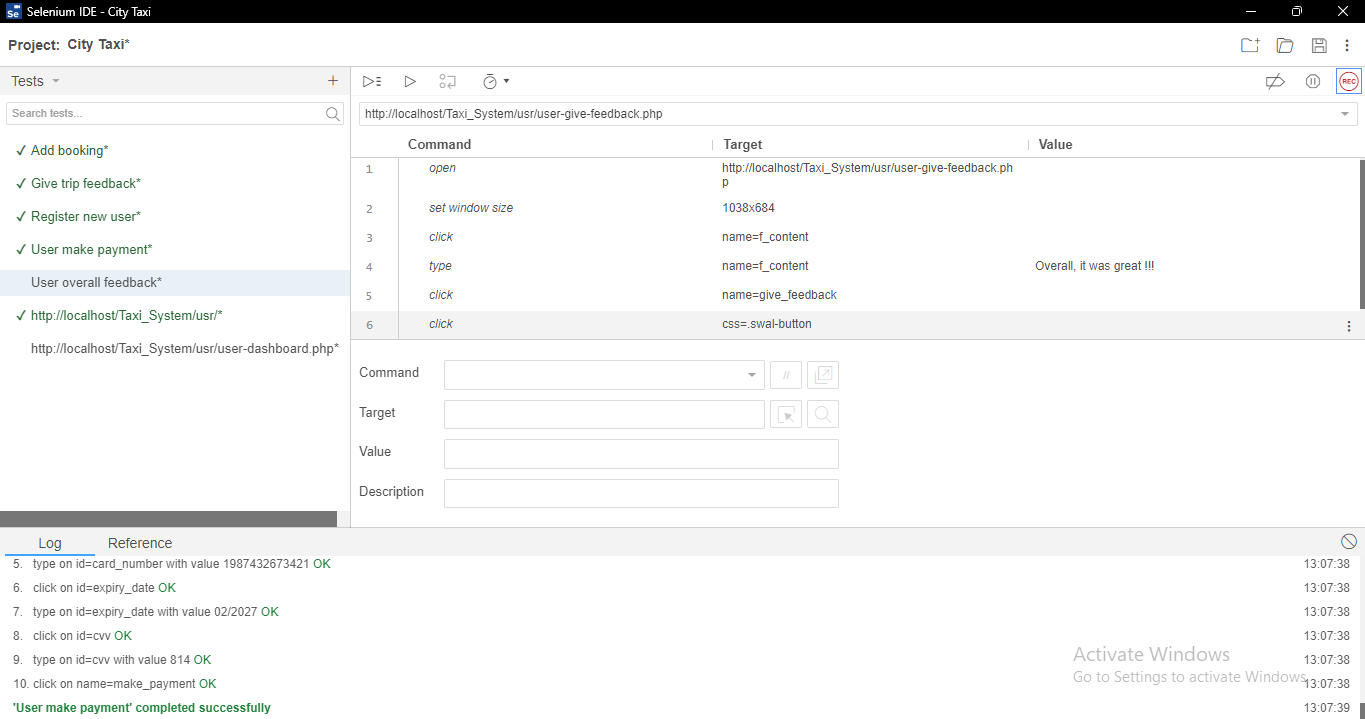 Selenium IDE - City Taxi
Project: City Taxi*
Tests
Search tests...
✓ Add booking*
✓ Give trip feedback*
✓ Register new user*
✓ User make payment*
User overall feedback*
✓ http://localhost/Taxi_System/usr/*
http://localhost/Taxi_System/usr/user-dashboard.php*
REC
http://localhost/Taxi_System/usr/user-give-feedback.php
Command Target Value
1 open http://localhost/Taxi_System/usr/user-give-feedback.ph
p
2 set window size 1038x684
3 click name=f_content
4 type name=f_content Overall, it was great !!!
5 click name=give_feedback
6 click css=.swal-button
Command //
Target
Value
Description
Log Reference
5. type on id=card_number with value 1987432673421 OK 13:07:38
6. click on id=expiry_date OK 13:07:38
7. type on id=expiry_date with value 02/2027 OK 13:07:38
8. click on id=cvv OK 13:07:38
9. type on id=cvv with value 814 OK 13:07:38
10. click on name=make_payment OK 13:07:38
'User make payment' completed successfully 13:07:39
Activate Windows
Go to Settings to activate Windows.